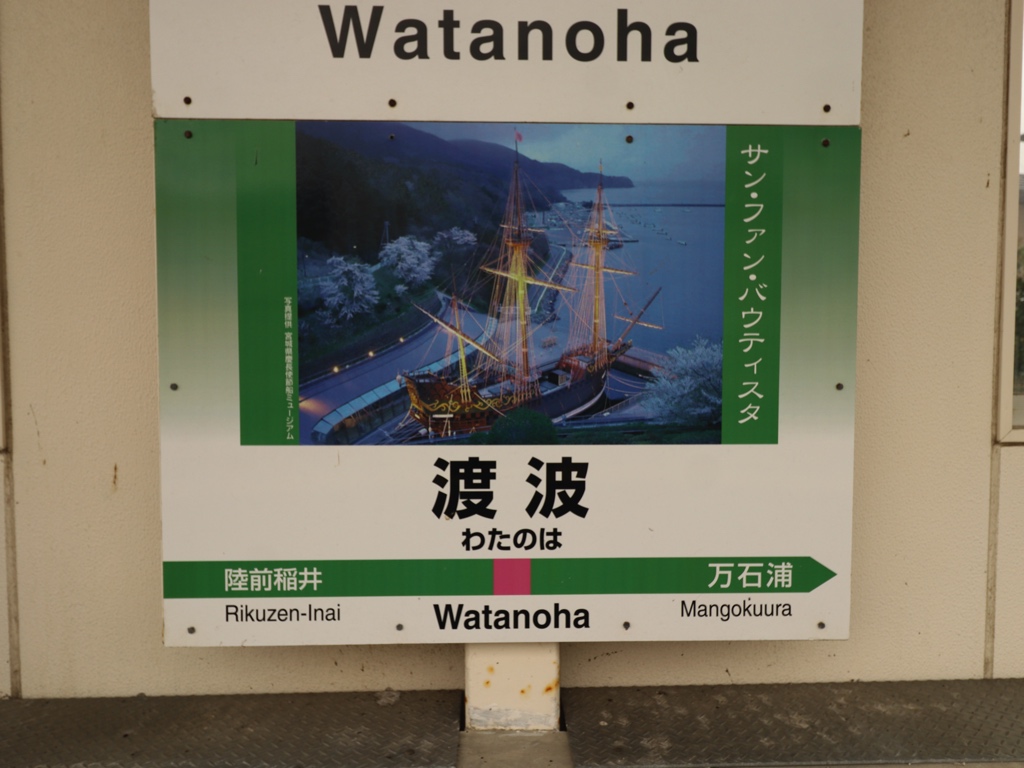 Watanoha
サン・ファン・バウティスタ
写真提供 宮城県慶長使節船ミュージアム
渡波
わたのは
陸前稲井 万石浦
Rikuzen-Inai Watanoha Mangokuura